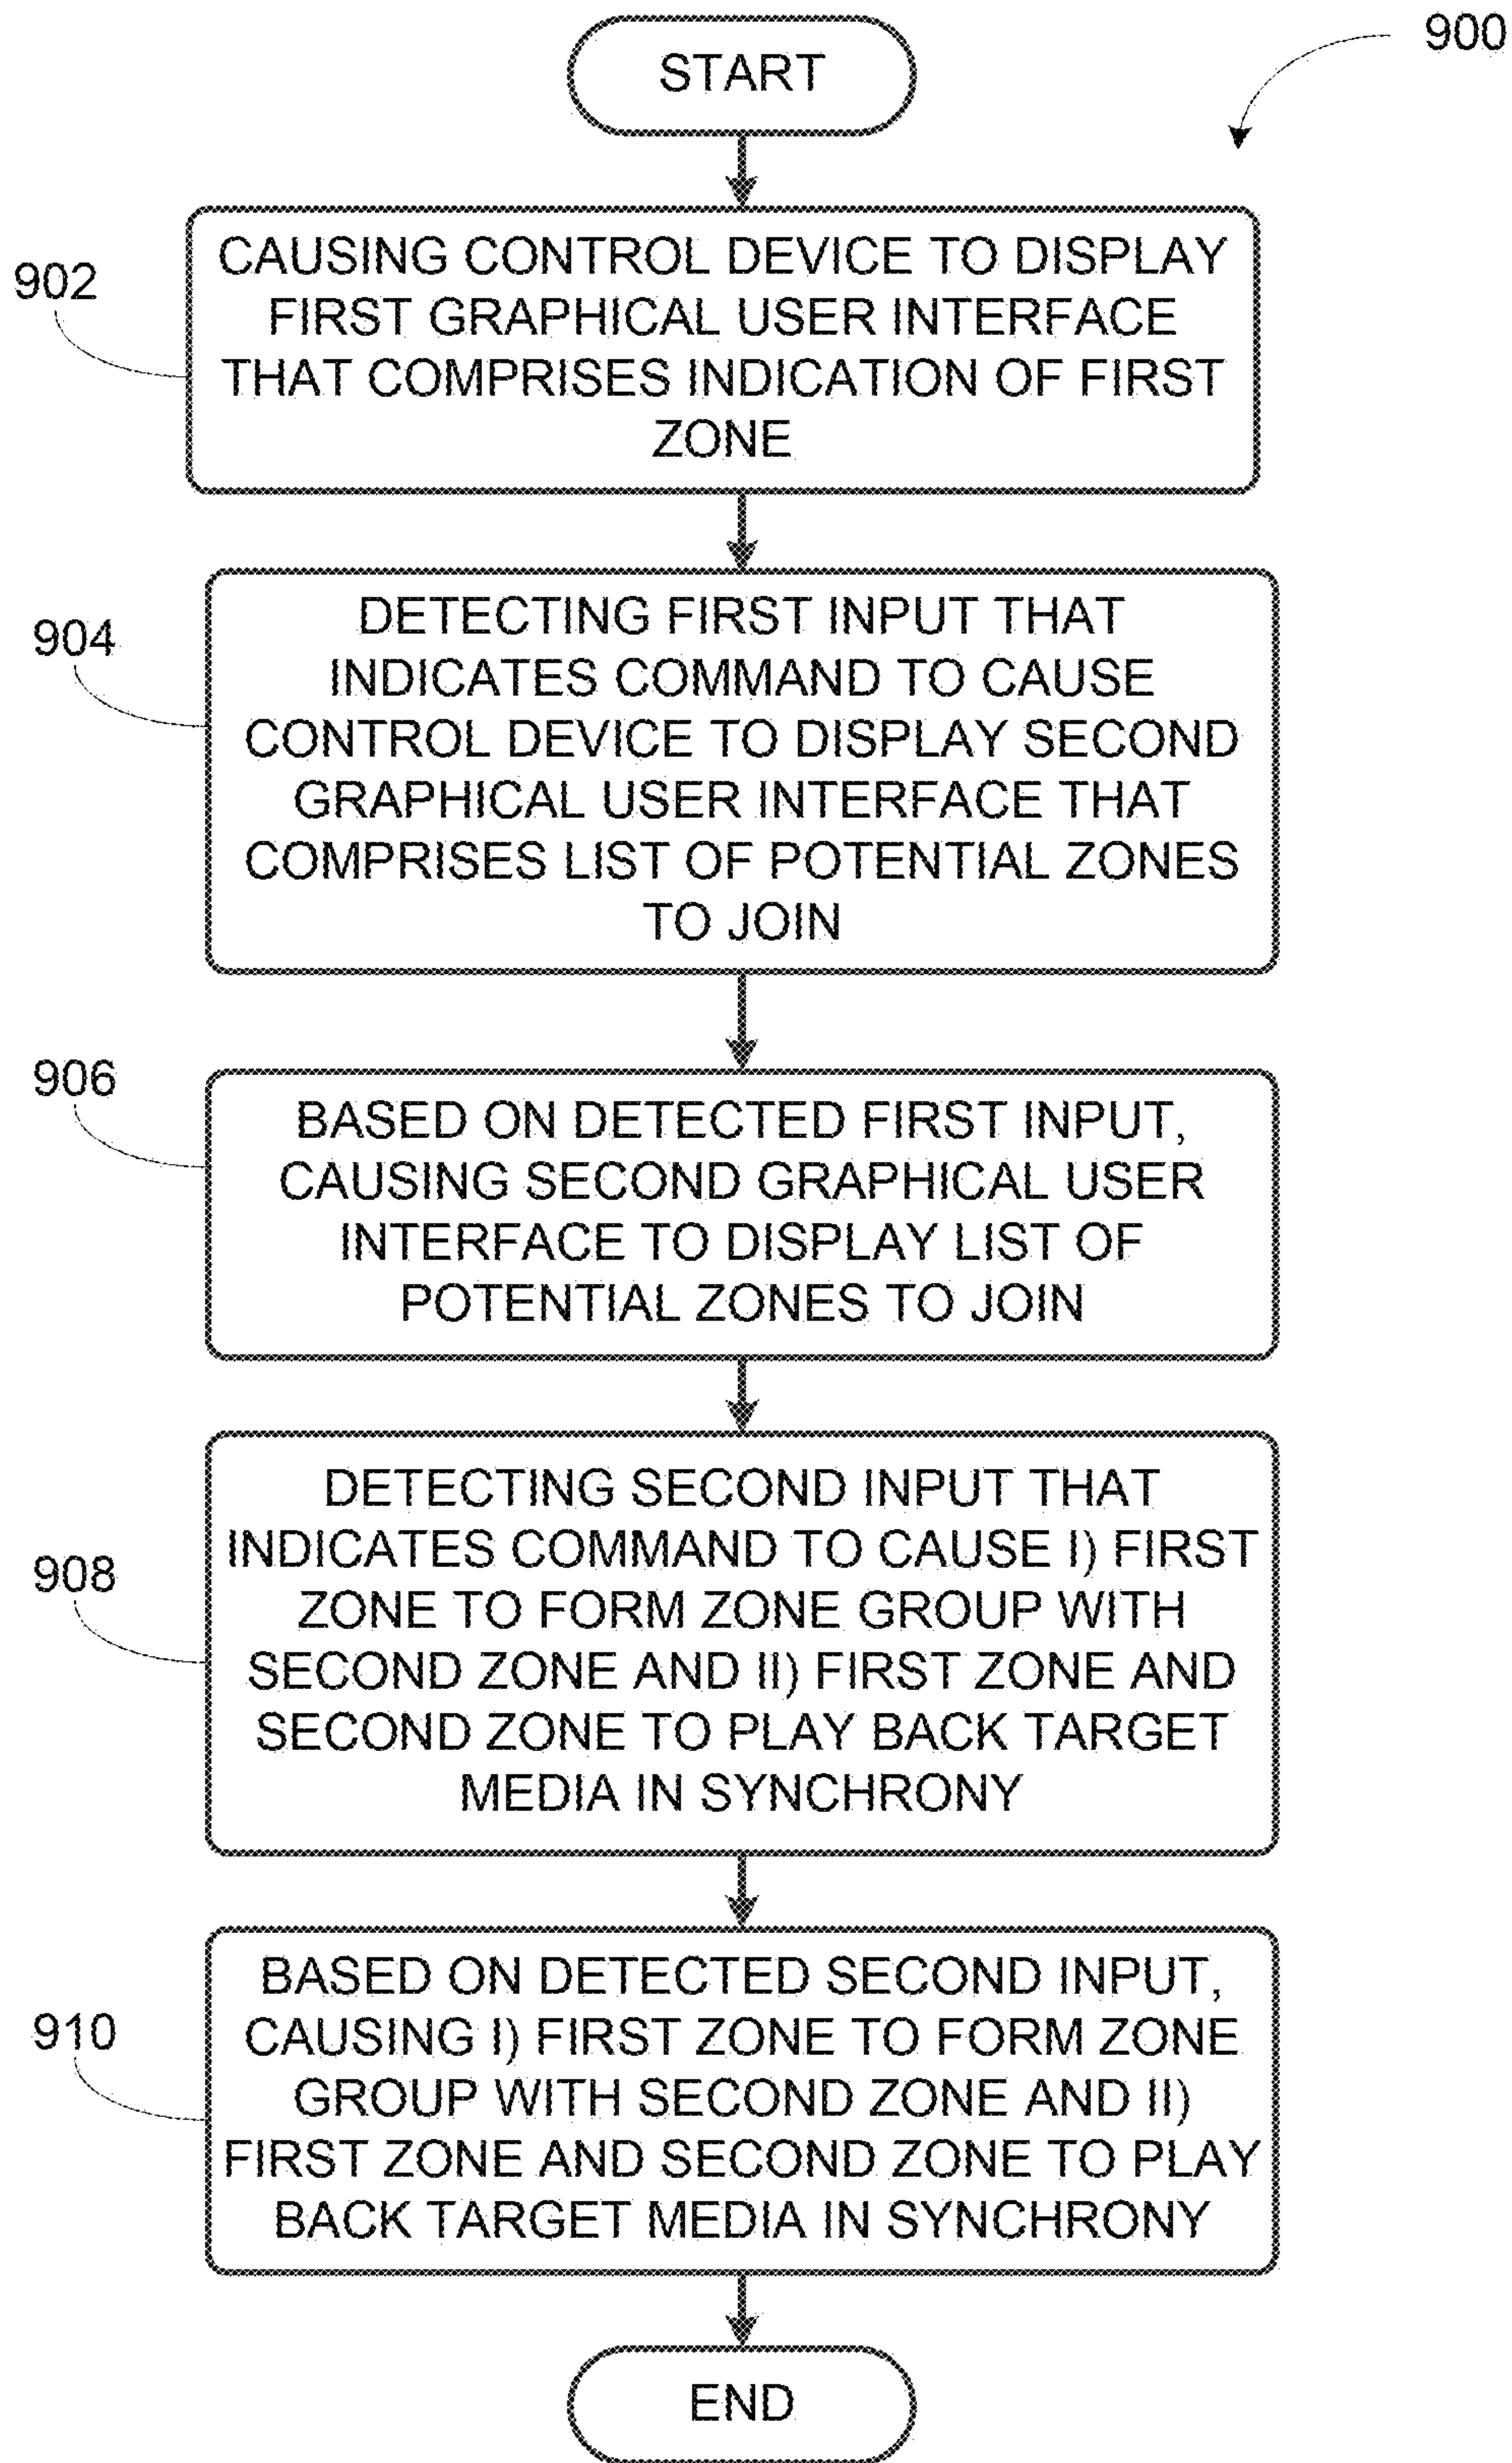 START
900
902
CAUSING CONTROL DEVICE TO DISPLAY
FIRST GRAPHICAL USER INTERFACE
THAT COMPRISES INDICATION OF FIRST
ZONE
904
DETECTING FIRST INPUT THAT
INDICATES COMMAND TO CAUSE
CONTROL DEVICE TO DISPLAY SECOND
GRAPHICAL USER INTERFACE THAT
COMPRISES LIST OF POTENTIAL ZONES
TO JOIN
906
BASED ON DETECTED FIRST INPUT,
CAUSING SECOND GRAPHICAL USER
INTERFACE TO DISPLAY LIST OF
POTENTIAL ZONES TO JOIN
908
DETECTING SECOND INPUT THAT
INDICATES COMMAND TO CAUSE I) FIRST
ZONE TO FORM ZONE GROUP WITH
SECOND ZONE AND II) FIRST ZONE AND
SECOND ZONE TO PLAY BACK TARGET
MEDIA IN SYNCHRONY
910
BASED ON DETECTED SECOND INPUT,
CAUSING I) FIRST ZONE TO FORM ZONE
GROUP WITH SECOND ZONE AND II)
FIRST ZONE AND SECOND ZONE TO PLAY
BACK TARGET MEDIA IN SYNCHRONY
END